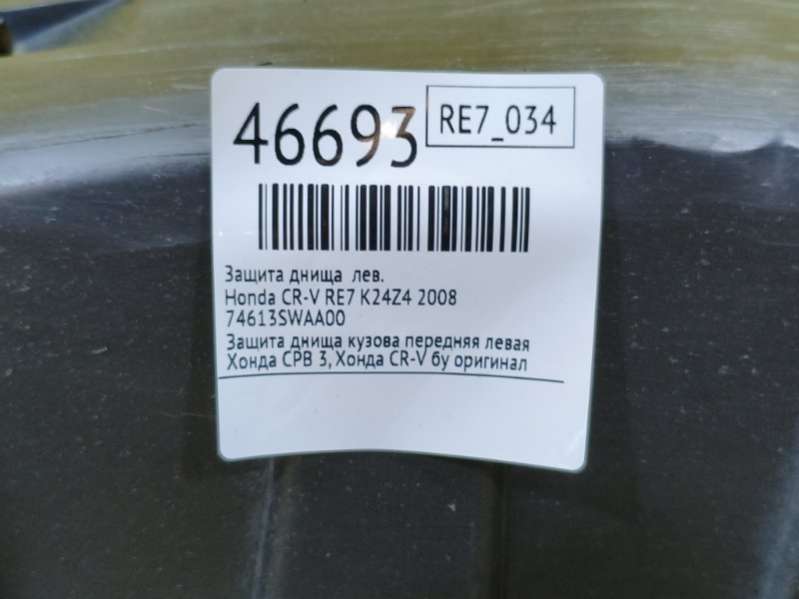 46693
RE7_034
Защита днища лев.
Honda CR-V RE7 K24Z4 2008
74613SWAA00
Защита днища кузова передняя левая
Хонда СРВ 3, Хонда CR-V бу оригинал